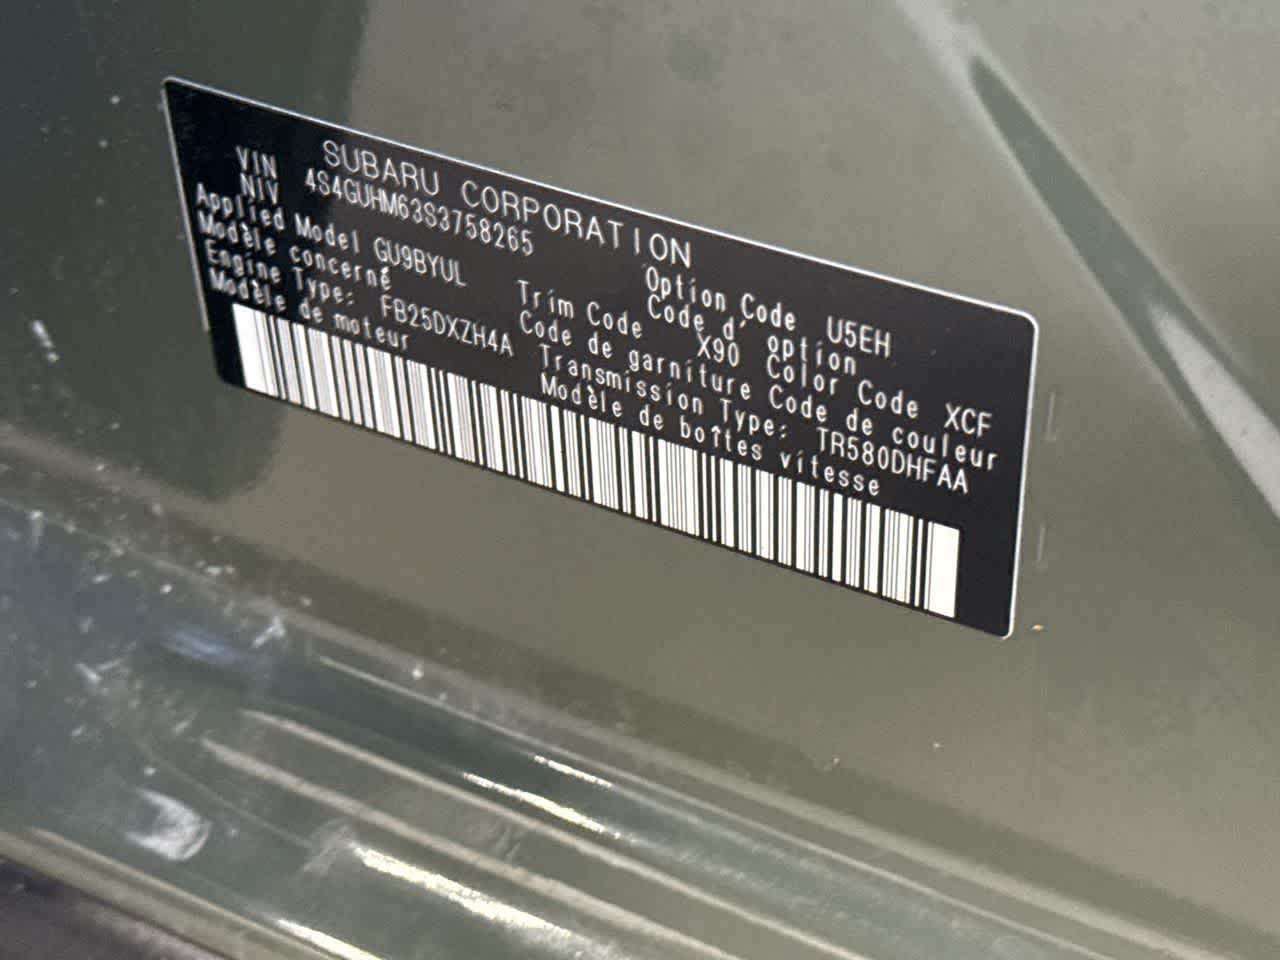 SUBARU CORPORATION
VIN 4S4GUHM63S3758265
NIV
Applied Model GU9BYUL Option Code U5EH
Modèle concerné Code d' option
Trim Code X90 Color Code XCF
Code de garniture Code de couleur
Engine Type: FB25DXZH4A Transmission Type: TR580DHFAA
Modèle de moteur Modèle de boîtes vitesse